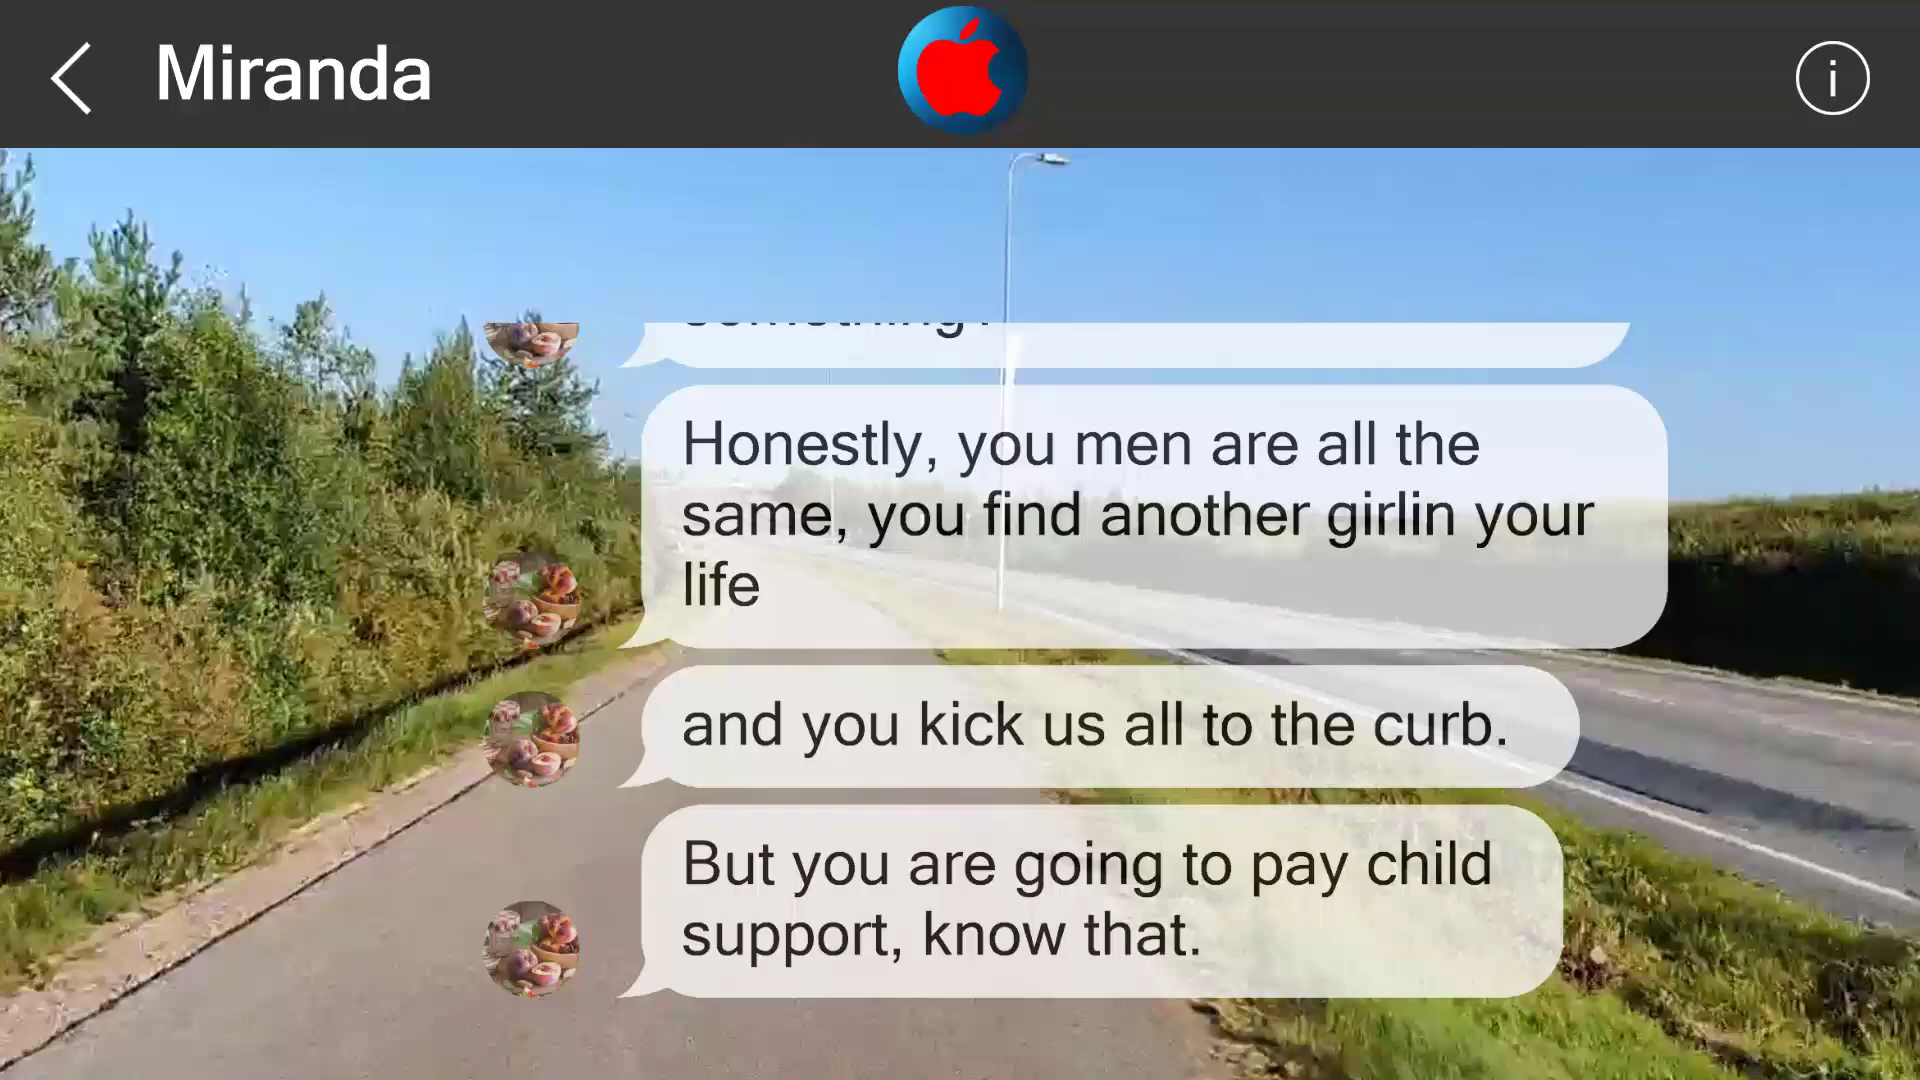 Miranda
i
something?
Honestly, you men are all the
same, you find another girlin your
life
and you kick us all to the curb.
But you are going to pay child
support, know that.